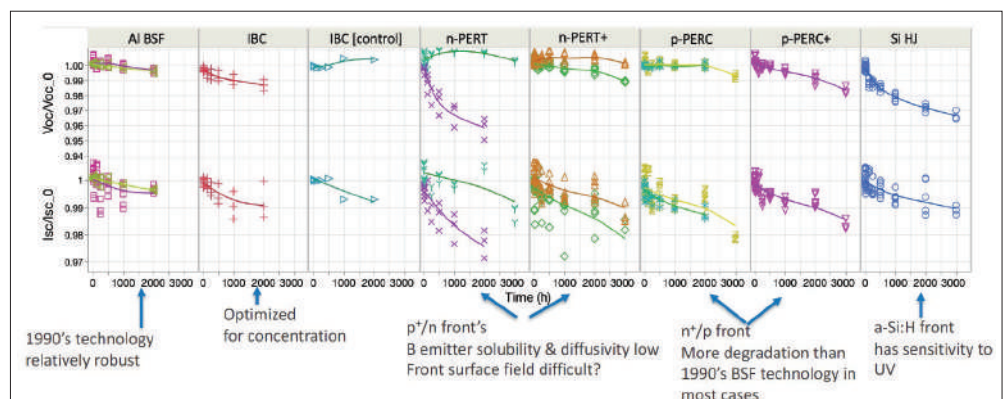 Al BSF IBC IBC [control] n-PERT n-PERT+ p-PERC p-PERC+ Si HJ
Voc/Voc_0
1.00
0.99
0.98
0.97
0.96
0.95
0.94
Isc/Isc_0
1
0.99
0.98
0.97
0 1000 2000 3000 0 1000 2000 3000 0 1000 2000 3000 0 1000 2000 3000 0 1000 2000 3000 0 1000 2000 3000 0 1000 2000 3000 0 1000 2000 3000
Time (h)
1990's technology
relatively robust
Optimized
for concentration
p+/n front's
B emitter solubility & diffusivity low
Front surface field difficult?
n+/p front
More degradation than
1990's BSF technology in
most cases
a-Si:H front
has sensitivity to
UV